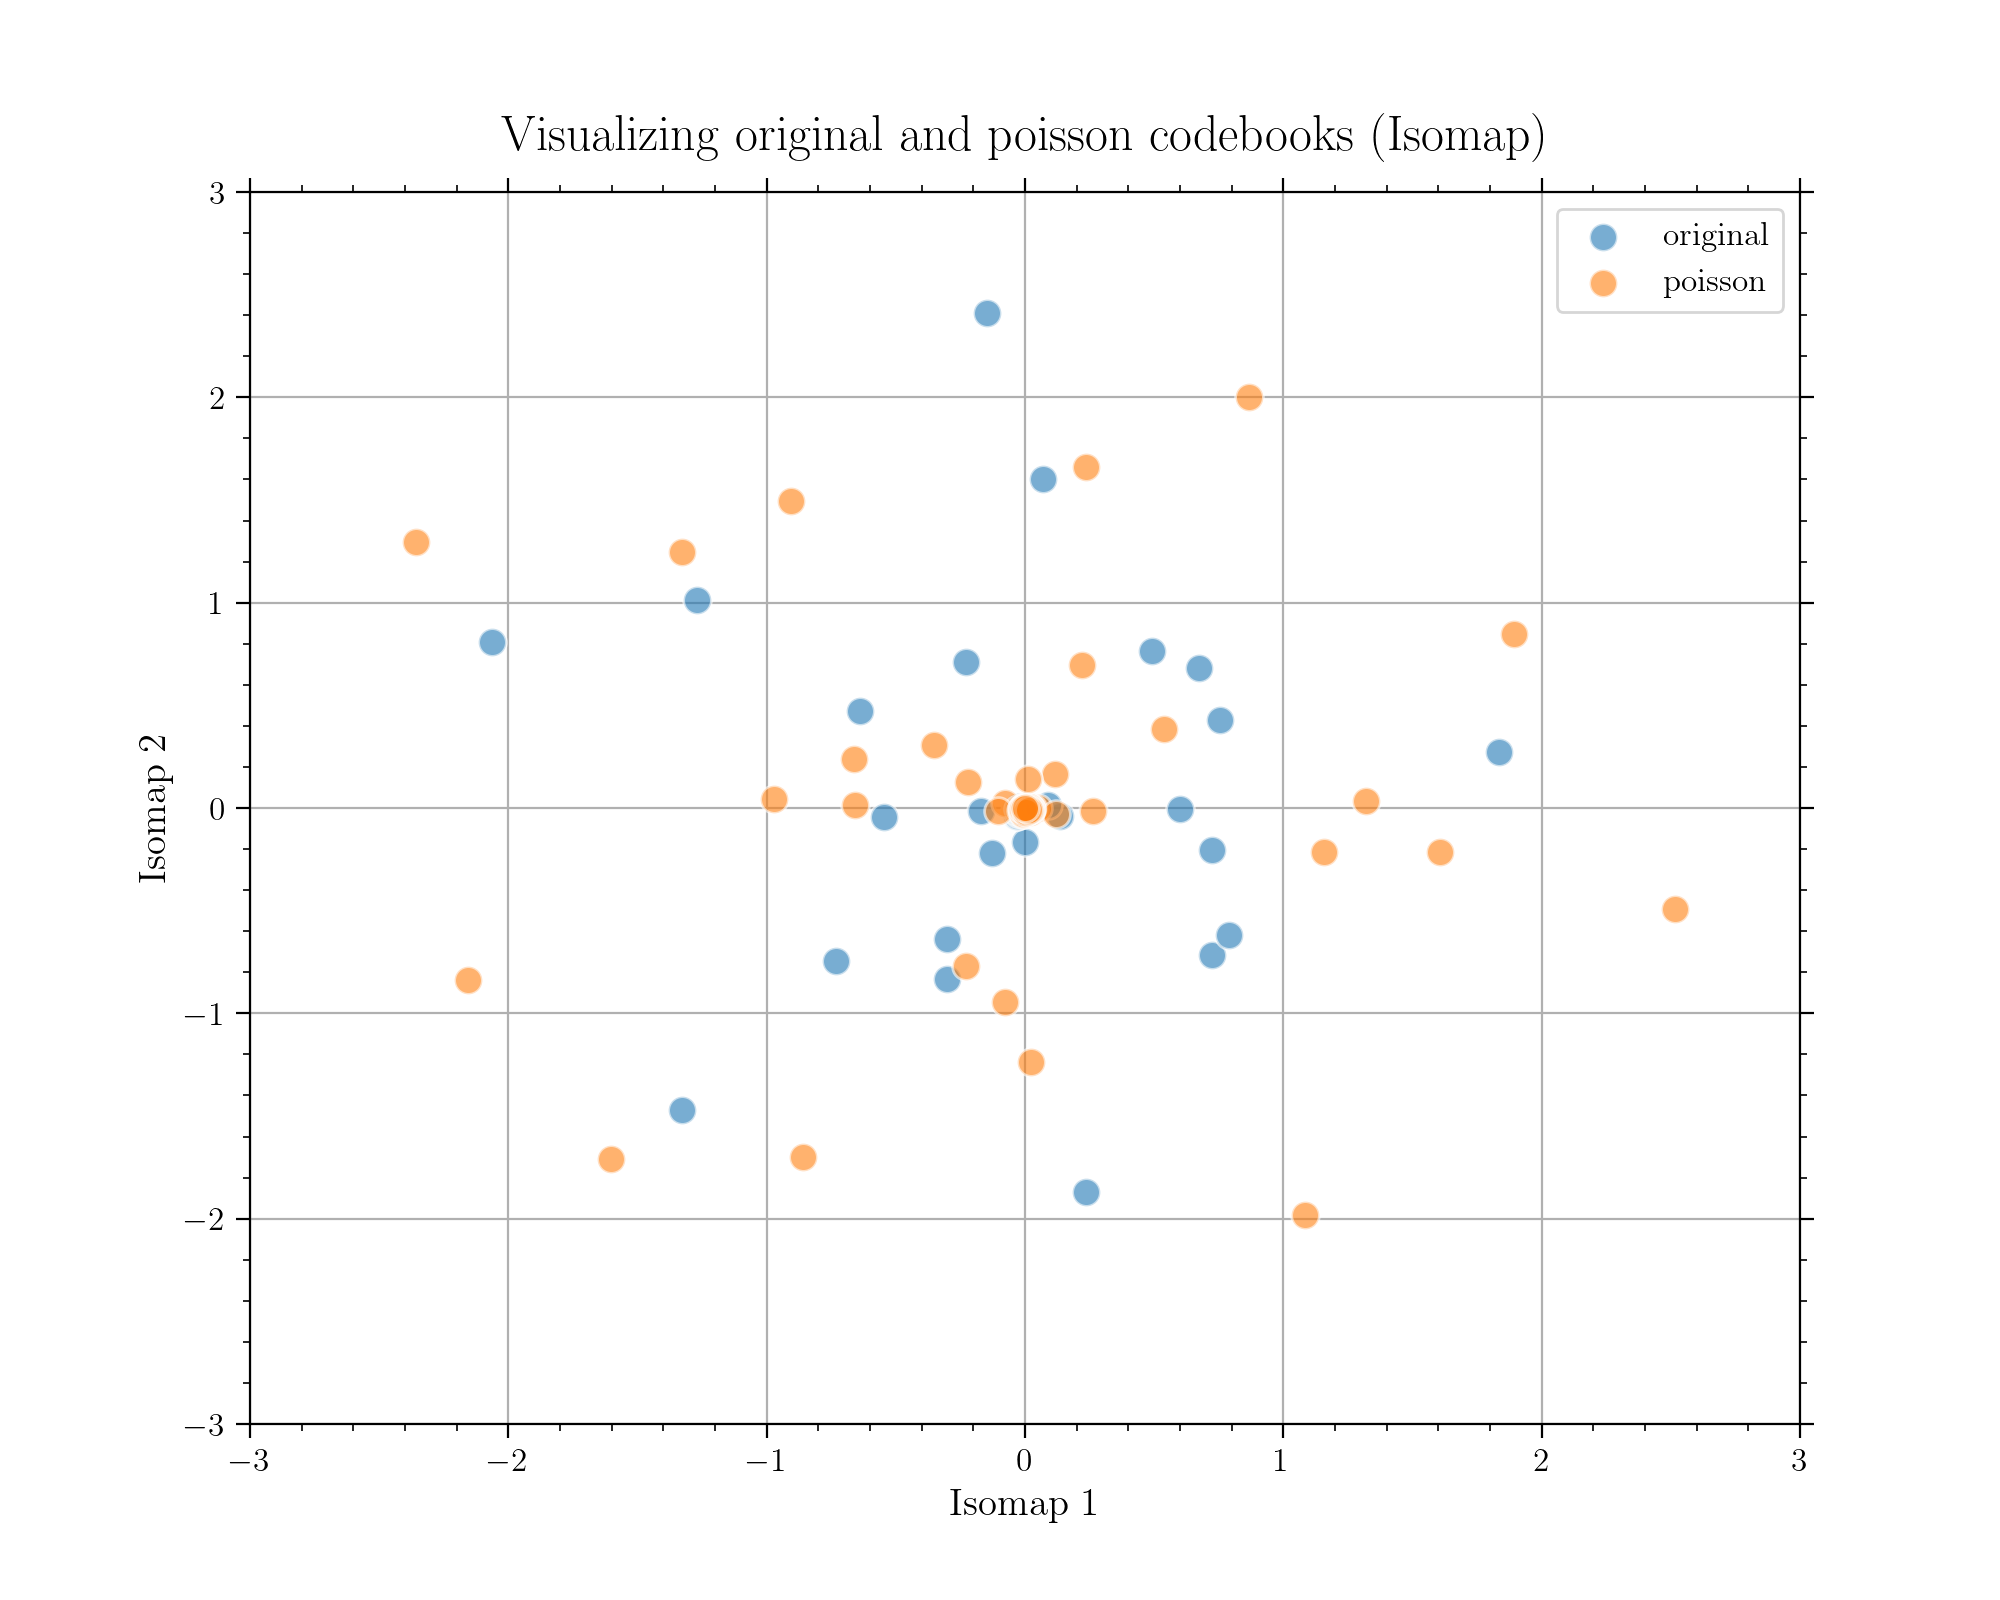 Visualizing original and poisson codebooks (Isomap)
original
poisson
3
2
1
0
−1
−2
−3
Isomap 2
−3
−2
−1
0
1
2
3
Isomap 1